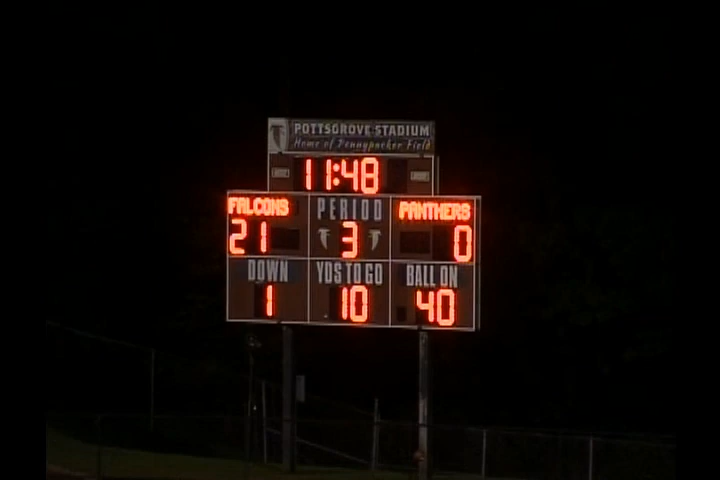 POTTSGROVE STADIUM
Home of Pennypacker Field
11:48
FALCONS PERIOD PANTHERS
21 3 0
DOWN YDS TO GO BALL ON
1 10 40